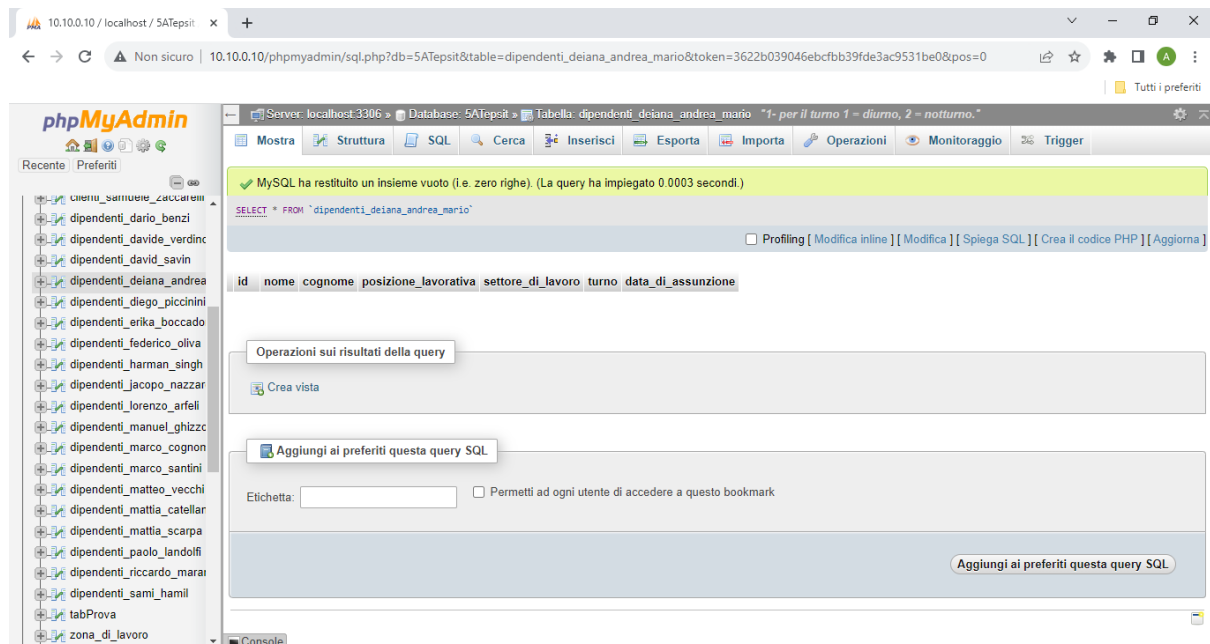 10.10.0.10 / localhost / 5ATepsit
Non sicuro 10.10.0.10/phpmyadmin/sql.php?db=5ATepsit&table=dipendenti_deiana_andrea_mario&token=3622b039046ebcfbb39fde3ac9531be0&pos=0
A
Tutti i preferiti
phpMyAdmin
Recente Preferiti
clienti_samuele_zaccarelli
dipendenti_dario_benzi
dipendenti_davide_verdinc
dipendenti_david_savin
dipendenti_deiana_andrea
dipendenti_diego_piccinini
dipendenti_erika_boccado
dipendenti_federico_oliva
dipendenti_harman_singh
dipendenti_jacopo_nazzar
dipendenti_lorenzo_arfeli
dipendenti_manuel_ghizzc
dipendenti_marco_cognon
dipendenti_marco_santini
dipendenti_matteo_vecchi
dipendenti_mattia_catellar
dipendenti_mattia_scarpa
dipendenti_paolo_landolfi
dipendenti_riccardo_marar
dipendenti_sami_hamil
tabProva
zona_di_lavoro
Server: localhost:3306 » Database: 5ATepsit » Tabella: dipendenti_deiana_andrea_mario "1- per il turno 1 = diurno, 2 = notturno."
Mostra Struttura SQL Cerca Inserisci Esporta Importa Operazioni Monitoraggio Trigger
MySQL ha restituito un insieme vuoto (i.e. zero righe). (La query ha impiegato 0.0003 secondi.)
SELECT * FROM `dipendenti_deiana_andrea_mario`
Profiling [ Modifica inline ] [ Modifica ] [ Spiega SQL ] [ Crea il codice PHP ] [ Aggiorna ]
id nome cognome posizione_lavorativa settore_di_lavoro turno data_di_assunzione
Operazioni sui risultati della query
Crea vista
Aggiungi ai preferiti questa query SQL
Etichetta:
Permetti ad ogni utente di accedere a questo bookmark
Aggiungi ai preferiti questa query SQL
Console